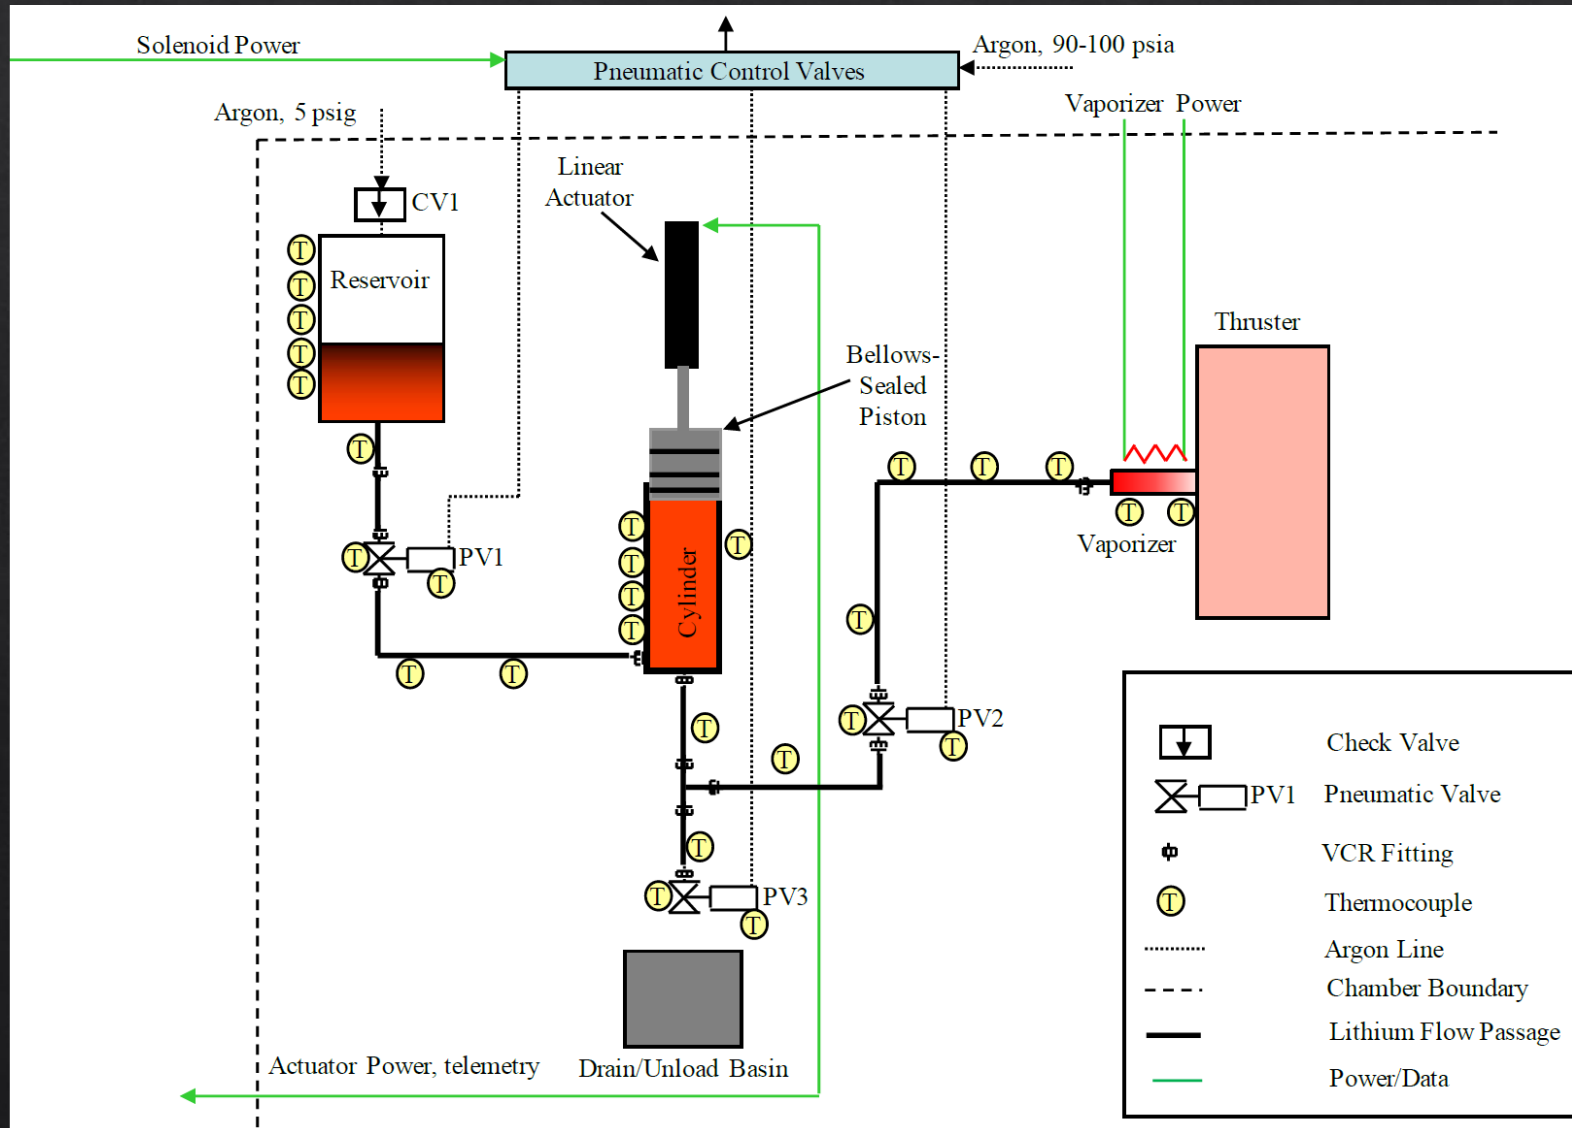 Solenoid Power
Pneumatic Control Valves
Argon, 90-100 psia
Argon, 5 psig
Vaporizer Power
Linear
Actuator
CV1
T
T
T
T
T
Reservoir
Thruster
Bellows-
Sealed
Piston
T
T
T
T
T
T
T
T
T
Vaporizer
T
T
PV1
T
T
T
T
T
Cylinder
T
T
T
T
PV2
T
T
T
T
T
PV3
T
Drain/Unload Basin
Actuator Power, telemetry
Check Valve
PV1 Pneumatic Valve
VCR Fitting
T Thermocouple
Argon Line
Chamber Boundary
Lithium Flow Passage
Power/Data